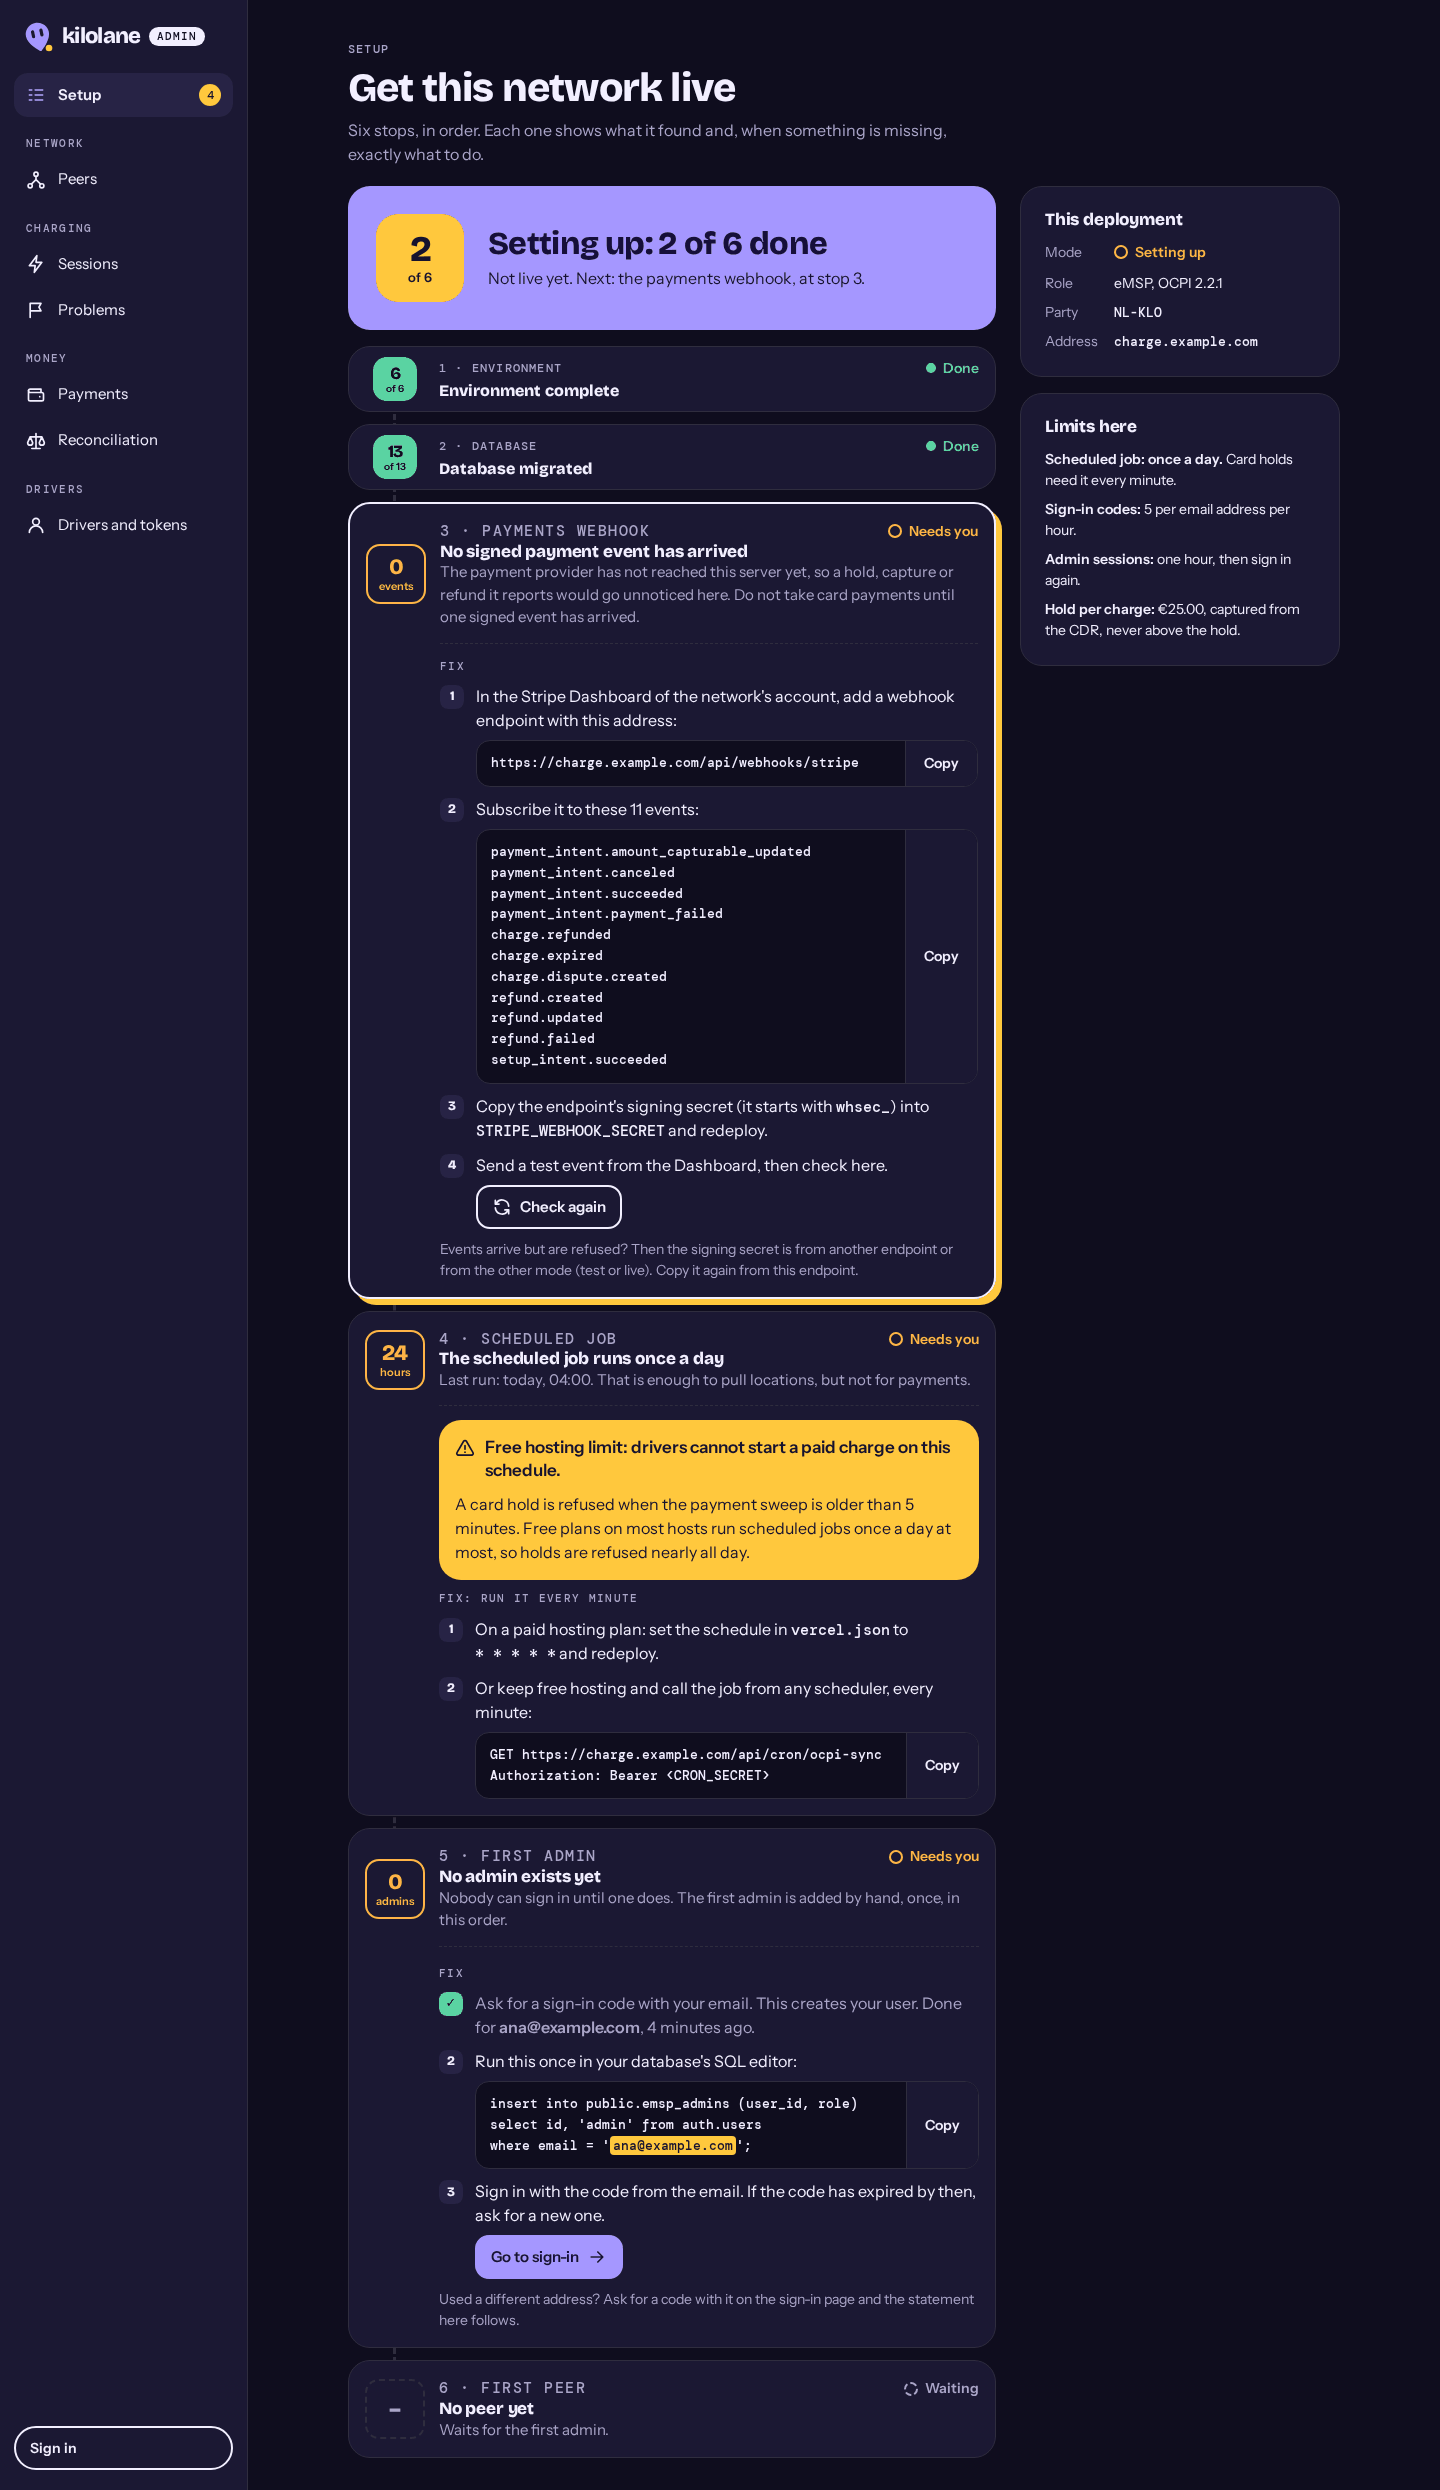 kilolane ADMIN
Setup 4
NETWORK
Peers
CHARGING
Sessions
Problems
MONEY
Payments
Reconciliation
DRIVERS
Drivers and tokens
Sign in
SETUP
Get this network live
Six stops, in order. Each one shows what it found and, when something is missing,
exactly what to do.
2
of 6
Setting up: 2 of 6 done
Not live yet. Next: the payments webhook, at stop 3.
6
of 6
1 · ENVIRONMENT
Environment complete
Done
13
of 13
2 · DATABASE
Database migrated
Done
0
events
3 · PAYMENTS WEBHOOK
Needs you
No signed payment event has arrived
The payment provider has not reached this server yet, so a hold, capture or
refund it reports would go unnoticed here. Do not take card payments until
one signed event has arrived.
FIX
1 In the Stripe Dashboard of the network's account, add a webhook
endpoint with this address:
https://charge.example.com/api/webhooks/stripe
Copy
2 Subscribe it to these 11 events:
payment_intent.amount_capturable_updated
payment_intent.canceled
payment_intent.succeeded
payment_intent.payment_failed
charge.refunded
charge.expired
charge.dispute.created
refund.created
refund.updated
refund.failed
setup_intent.succeeded
Copy
3 Copy the endpoint's signing secret (it starts with whsec_) into
STRIPE_WEBHOOK_SECRET and redeploy.
4 Send a test event from the Dashboard, then check here.
Check again
Events arrive but are refused? Then the signing secret is from another endpoint or
from the other mode (test or live). Copy it again from this endpoint.
24
hours
4 · SCHEDULED JOB
Needs you
The scheduled job runs once a day
Last run: today, 04:00. That is enough to pull locations, but not for payments.
Free hosting limit: drivers cannot start a paid charge on this
schedule.
A card hold is refused when the payment sweep is older than 5
minutes. Free plans on most hosts run scheduled jobs once a day at
most, so holds are refused nearly all day.
FIX: RUN IT EVERY MINUTE
1 On a paid hosting plan: set the schedule in vercel.json to
* * * * * and redeploy.
2 Or keep free hosting and call the job from any scheduler, every
minute:
GET https://charge.example.com/api/cron/ocpi-sync
Authorization: Bearer <CRON_SECRET>
Copy
0
admins
5 · FIRST ADMIN
Needs you
No admin exists yet
Nobody can sign in until one does. The first admin is added by hand, once, in
this order.
FIX
✓ Ask for a sign-in code with your email. This creates your user. Done
for ana@example.com, 4 minutes ago.
2 Run this once in your database's SQL editor:
insert into public.emsp_admins (user_id, role)
select id, 'admin' from auth.users
where email = 'ana@example.com';
Copy
3 Sign in with the code from the email. If the code has expired by then,
ask for a new one.
Go to sign-in →
Used a different address? Ask for a code with it on the sign-in page and the statement
here follows.
–
6 · FIRST PEER
Waiting
No peer yet
Waits for the first admin.
This deployment
Mode Setting up
Role eMSP, OCPI 2.2.1
Party NL-KLO
Address charge.example.com
Limits here
Scheduled job: once a day. Card holds
need it every minute.
Sign-in codes: 5 per email address per
hour.
Admin sessions: one hour, then sign in
again.
Hold per charge: €25.00, captured from
the CDR, never above the hold.